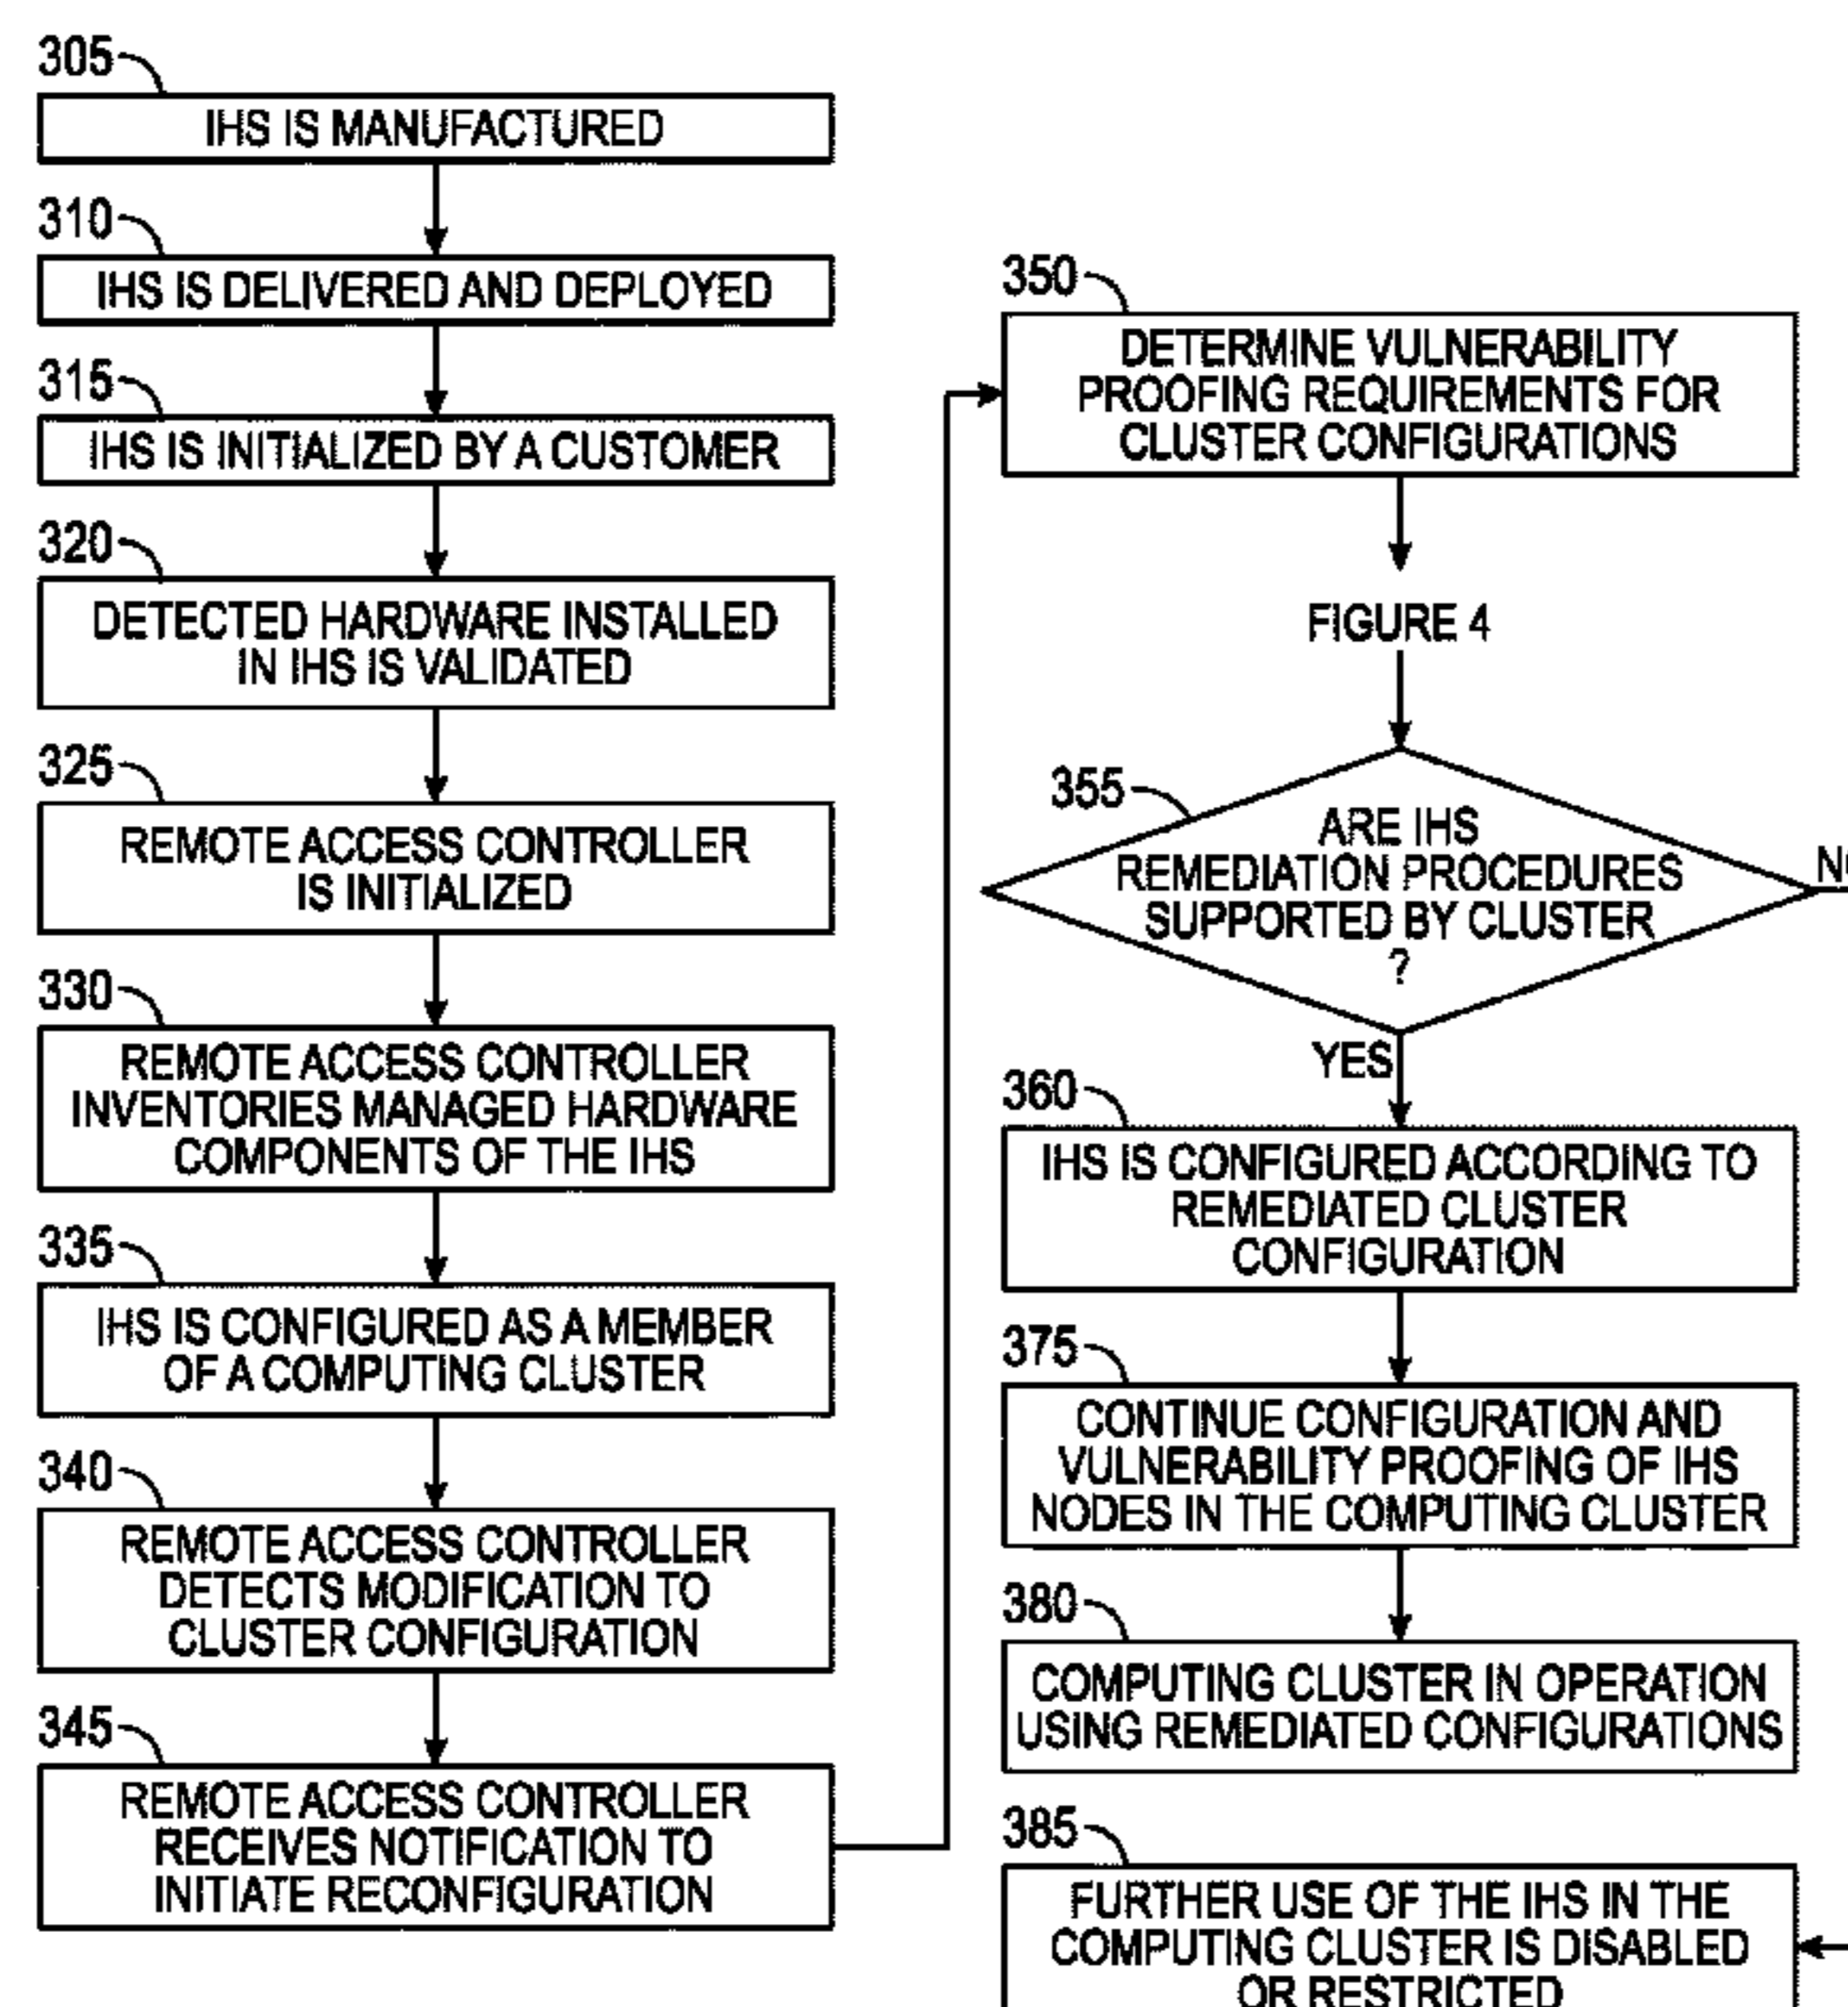 305
IHS IS MANUFACTURED
310
IHS IS DELIVERED AND DEPLOYED
315
IHS IS INITIALIZED BY A CUSTOMER
320
DETECTED HARDWARE INSTALLED
IN IHS IS VALIDATED
325
REMOTE ACCESS CONTROLLER
IS INITIALIZED
330
REMOTE ACCESS CONTROLLER
INVENTORIES MANAGED HARDWARE
COMPONENTS OF THE IHS
335
IHS IS CONFIGURED AS A MEMBER
OF A COMPUTING CLUSTER
340
REMOTE ACCESS CONTROLLER
DETECTS MODIFICATION TO
CLUSTER CONFIGURATION
345
REMOTE ACCESS CONTROLLER
RECEIVES NOTIFICATION TO
INITIATE RECONFIGURATION
350
DETERMINE VULNERABILITY
PROOFING REQUIREMENTS FOR
CLUSTER CONFIGURATIONS
FIGURE 4
355
ARE IHS
REMEDIATION PROCEDURES
SUPPORTED BY CLUSTER
?
YES
360
IHS IS CONFIGURED ACCORDING TO
REMEDIATED CLUSTER
CONFIGURATION
375
CONTINUE CONFIGURATION AND
VULNERABILITY PROOFING OF IHS
NODES IN THE COMPUTING CLUSTER
380
COMPUTING CLUSTER IN OPERATION
USING REMEDIATED CONFIGURATIONS
385
FURTHER USE OF THE IHS IN THE
COMPUTING CLUSTER IS DISABLED
OR RESTRICTED